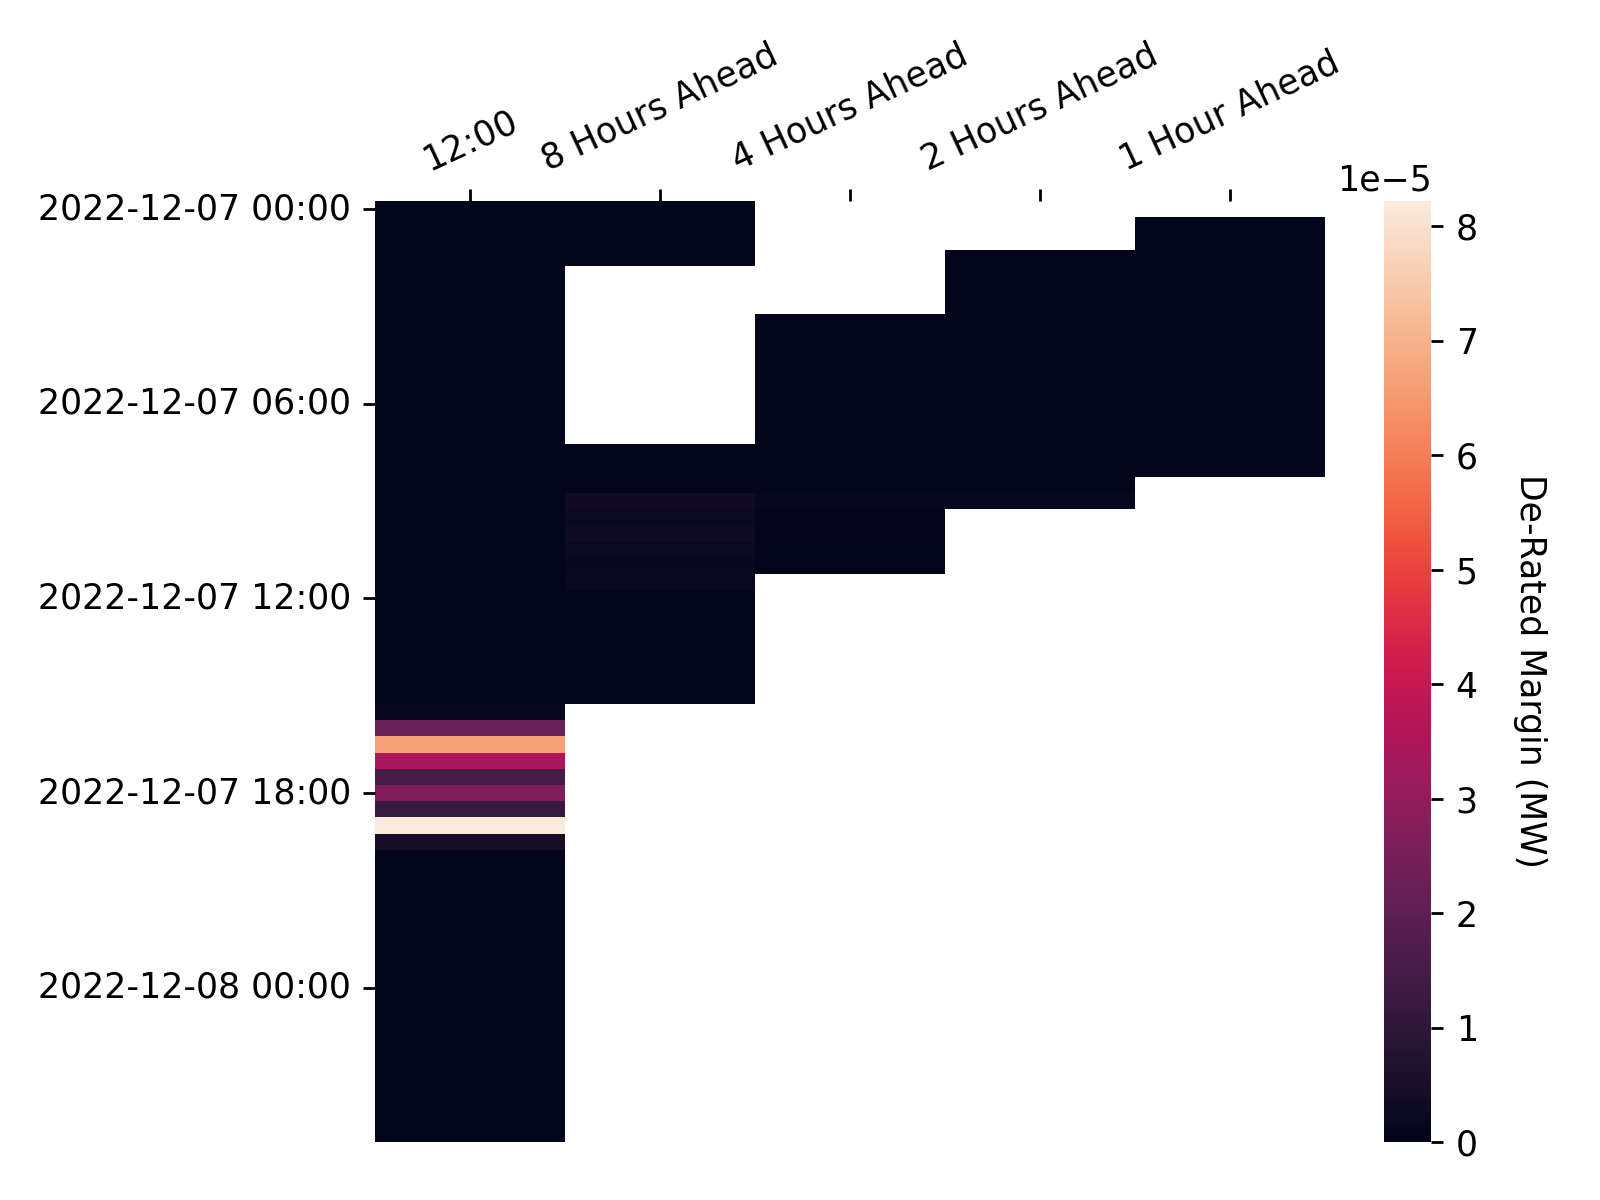 12:00
8 Hours Ahead
4 Hours Ahead
2 Hours Ahead
1 Hour Ahead
1e−5
2022-12-07 00:00
2022-12-07 06:00
2022-12-07 12:00
2022-12-07 18:00
2022-12-08 00:00
8
7
6
5
4
3
2
1
0
De-Rated Margin (MW)